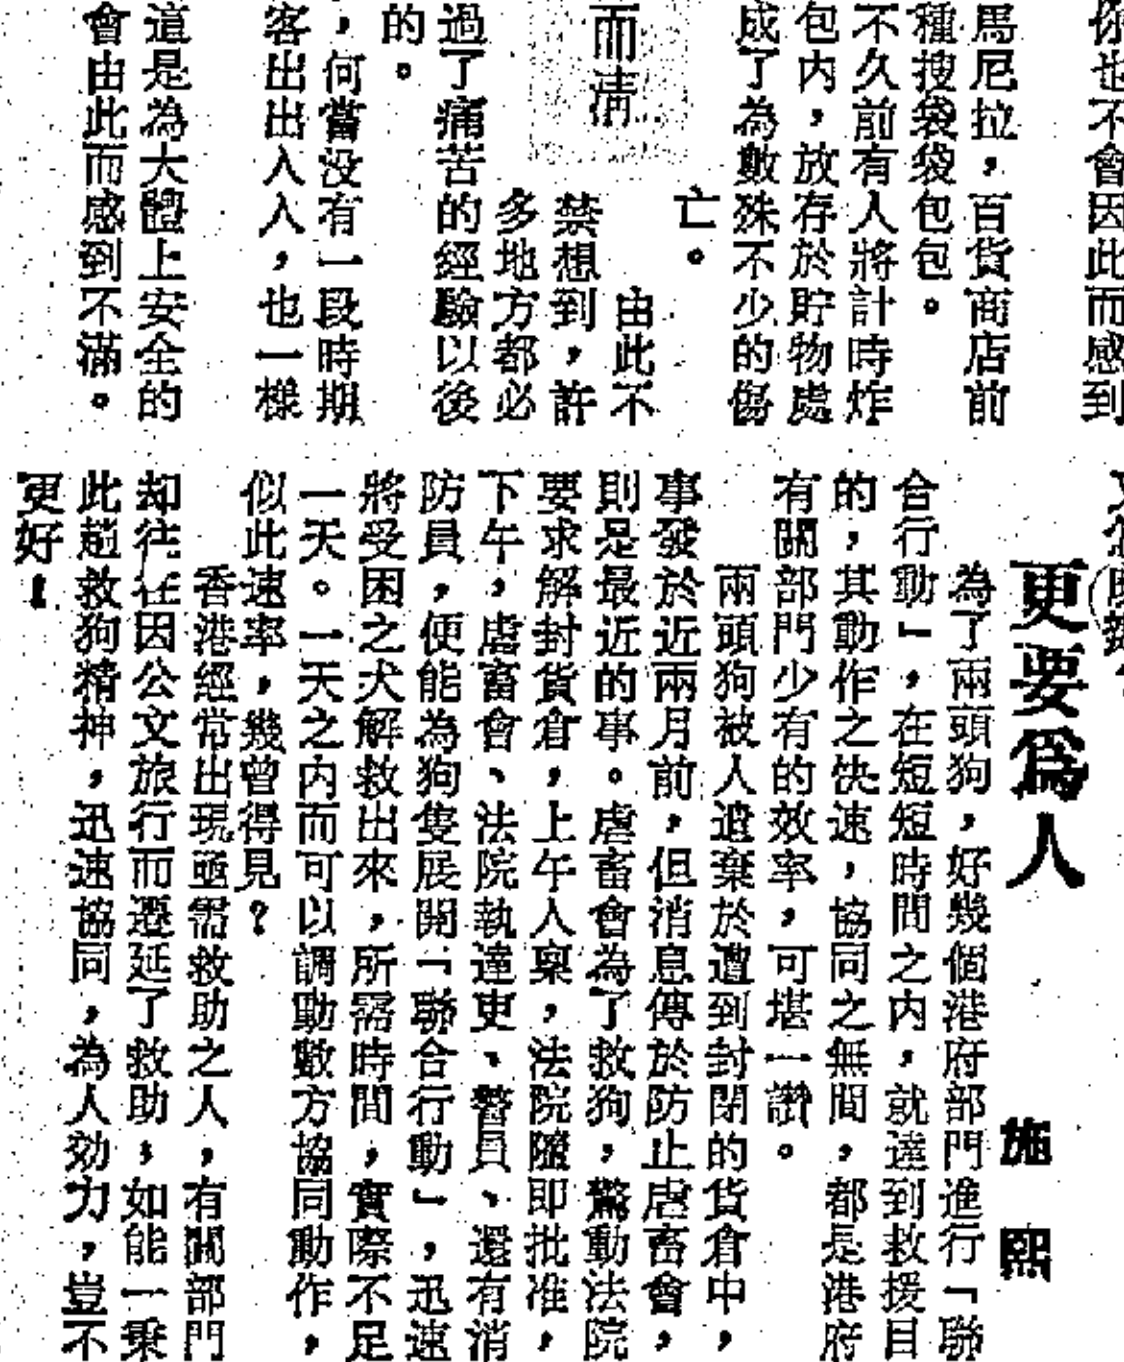 你也不會因此而感到
馬尼拉，百貨商店前
種搜袋袋包包。
不久前有人將計時炸
包内，放存於貯物處
成了為數殊不少的傷
亡。
而清
由此不
禁想到，許
多地方都必
過了痛苦的經驗以後
的。
，何嘗没有一段時期
客出出入入，也一樣
道是為大體上安全的
會由此而感到不滿。
更要爲人
施熙
為了兩頭狗，好幾個港府部門進行「聯
合行動」，在短短時間之内，就達到救援目
的，其動作之快速，協同之無間，都是港府
有關部門少有的效率，可堪一讚。
兩頭狗被人遺棄於遭到封閉的貨倉中，
事發於近兩月前，但消息傳於防止虐畜會，
則是最近的事。虐畜會為了救狗，驚動法院
要求解封貨倉，上午人稟，法院隨即批准，
下午，虐畜會、法院執達吏、警員、還有消
防員，便能為狗隻展開「聯合行動」，迅速
將受困之犬解救出來，所需時間，實際不足
一天。一天之内而可以調動數方協同動作，
似此速率，幾曾得見？
香港經常出現亟需救助之人，有關部門
却往往因公文旅行而遷延了救助，如能一秉
此趟救狗精神，迅速協同，為人効力，豈不
更好！